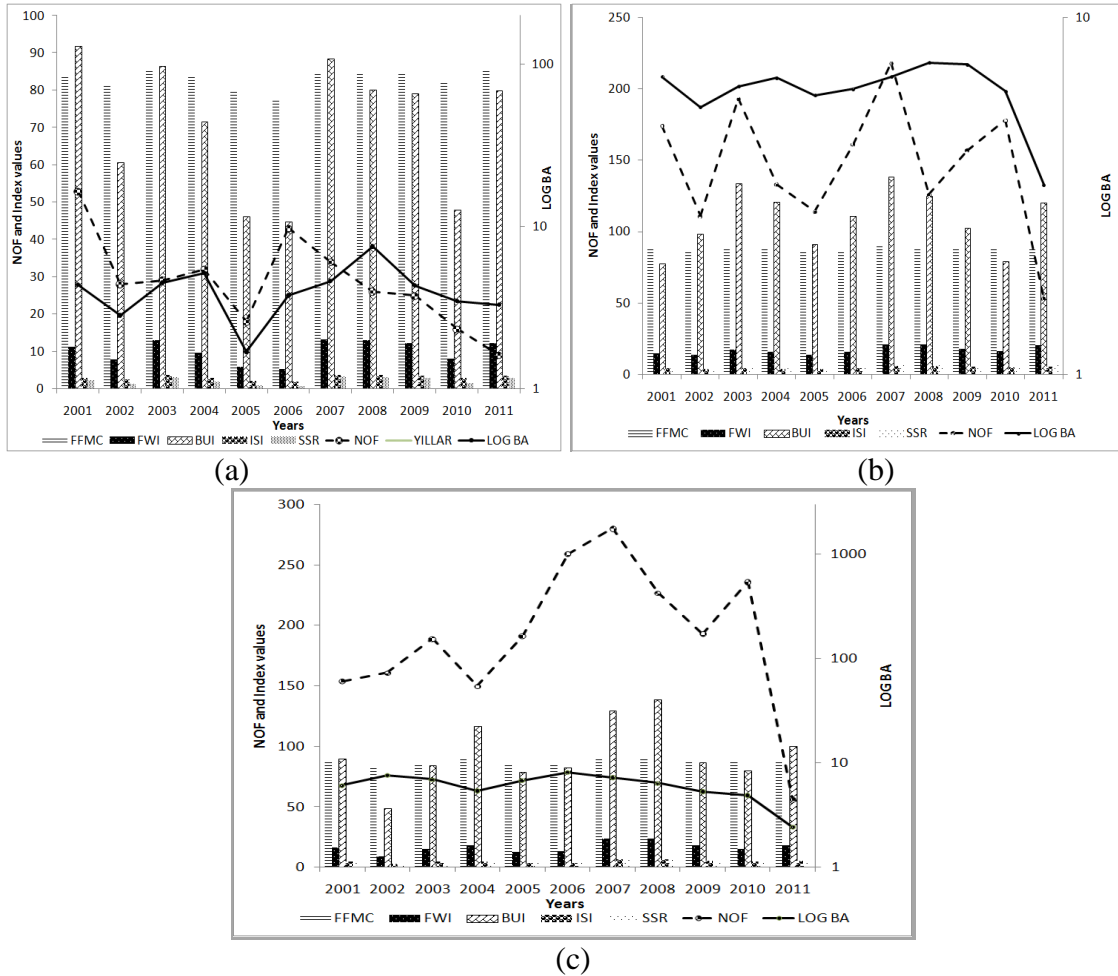 100
90
80
70
60
50
40
30
20
10
0
NOF and Index values
100
10
1
LOG BA
2001 2002 2003 2004 2005 2006 2007 2008 2009 2010 2011
Years
FFMC FWI BUI ISI SSR NOF YILLAR LOG BA
(a)
250
200
150
100
50
0
NOF and Index values
10
1
LOG BA
2001 2002 2003 2004 2005 2006 2007 2008 2009 2010 2011
Years
FFMC FWI BUI ISI SSR NOF LOG BA
(b)
300
250
200
150
100
50
0
NOF and Index values
1000
100
10
1
LOG BA
2001 2002 2003 2004 2005 2006 2007 2008 2009 2010 2011
Years
FFMC FWI BUI ISI SSR NOF LOG BA
(c)